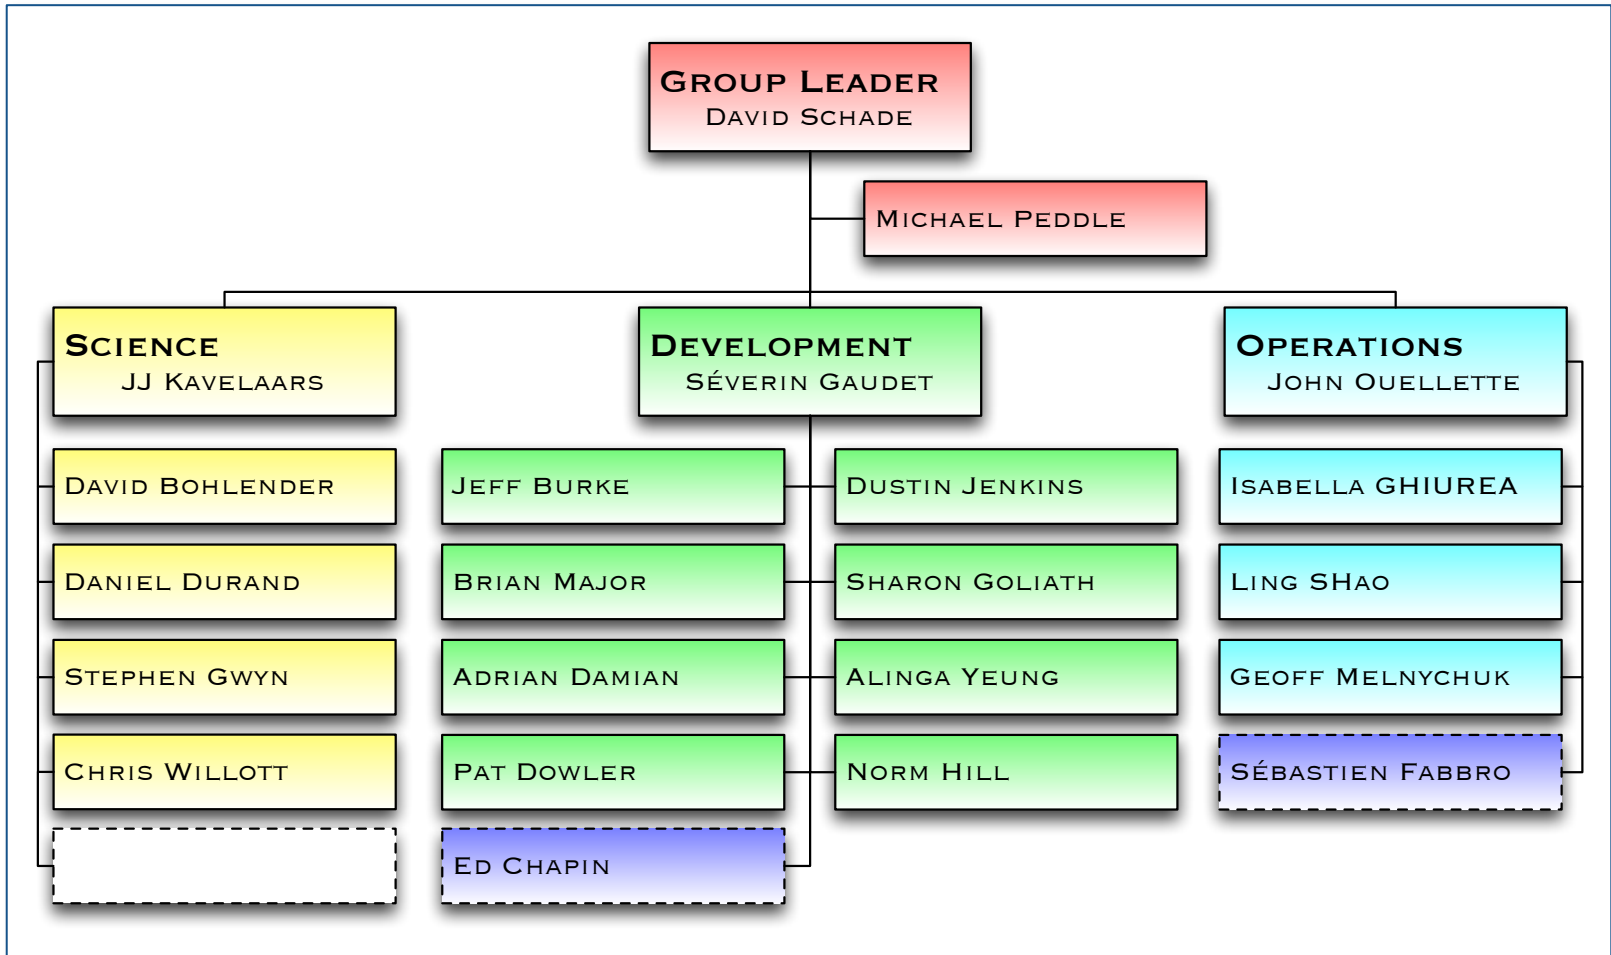 GROUP LEADER
DAVID SCHADE
MICHAEL PEDDLE
SCIENCE
JJ KAVELAARS
DEVELOPMENT
SÉVERIN GAUDET
OPERATIONS
JOHN OUELLETTE
DAVID BOHLENDER
JEFF BURKE
DUSTIN JENKINS
ISABELLA GHIUREA
DANIEL DURAND
BRIAN MAJOR
SHARON GOLIATH
LING SHAO
STEPHEN GWYN
ADRIAN DAMIAN
ALINGA YEUNG
GEOFF MELNYCHUK
CHRIS WILLOTT
PAT DOWLER
NORM HILL
SÉBASTIEN FABBRO
ED CHAPIN